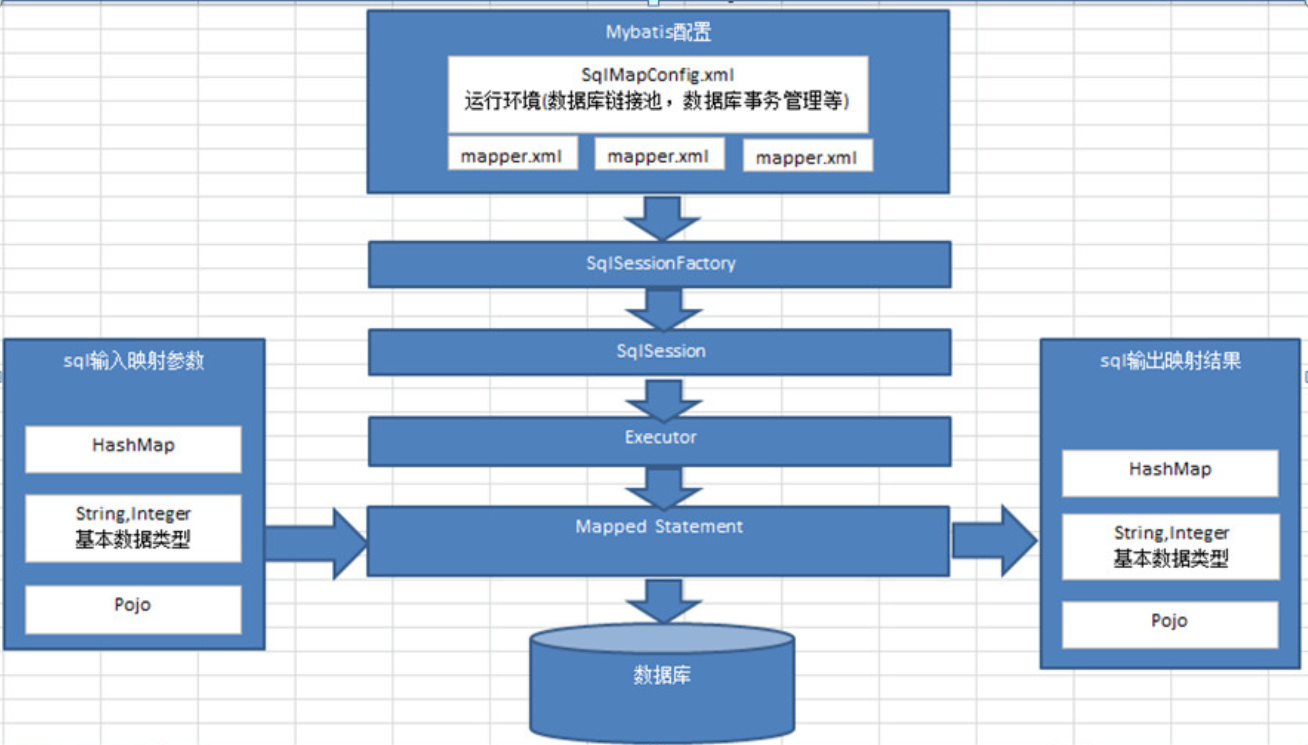 Mybatis配置
SqlMapConfig.xml
运行环境(数据库链接池，数据库事务管理等)
mapper.xml
mapper.xml
mapper.xml
SqlSessionFactory
SqlSession
Executor
Mapped Statement
数据库
sql输入映射参数
HashMap
String,Integer
基本数据类型
Pojo
sql输出映射结果
HashMap
String,Integer
基本数据类型
Pojo